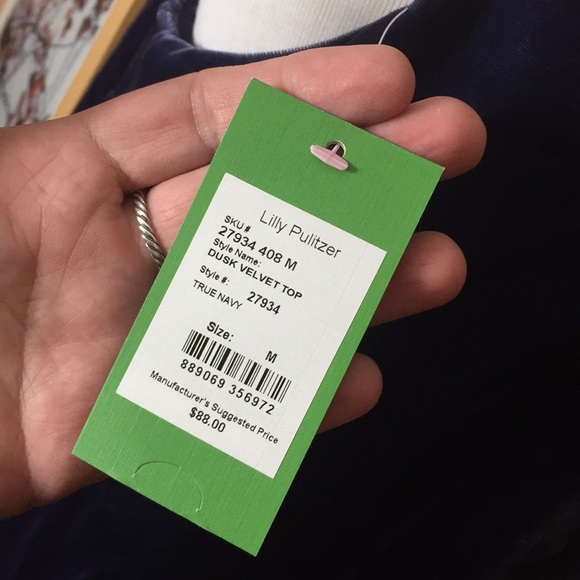 Lilly Pulitzer
SKU #
27934 408 M
Style Name:
DUSK VELVET TOP
Style #: 27934
TRUE NAVY
Size: M
889069 356972
Manufacturer's Suggested Price
$88.00